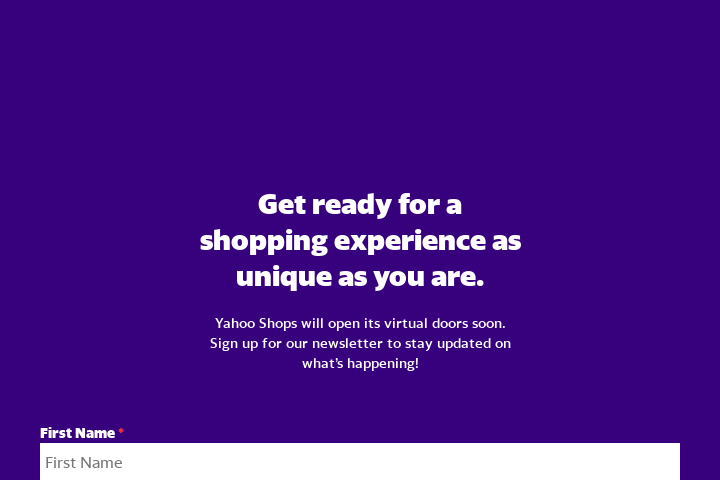 Get ready for a
shopping experience as
unique as you are.
Yahoo Shops will open its virtual doors soon.
Sign up for our newsletter to stay updated on
what's happening!
First Name *
First Name